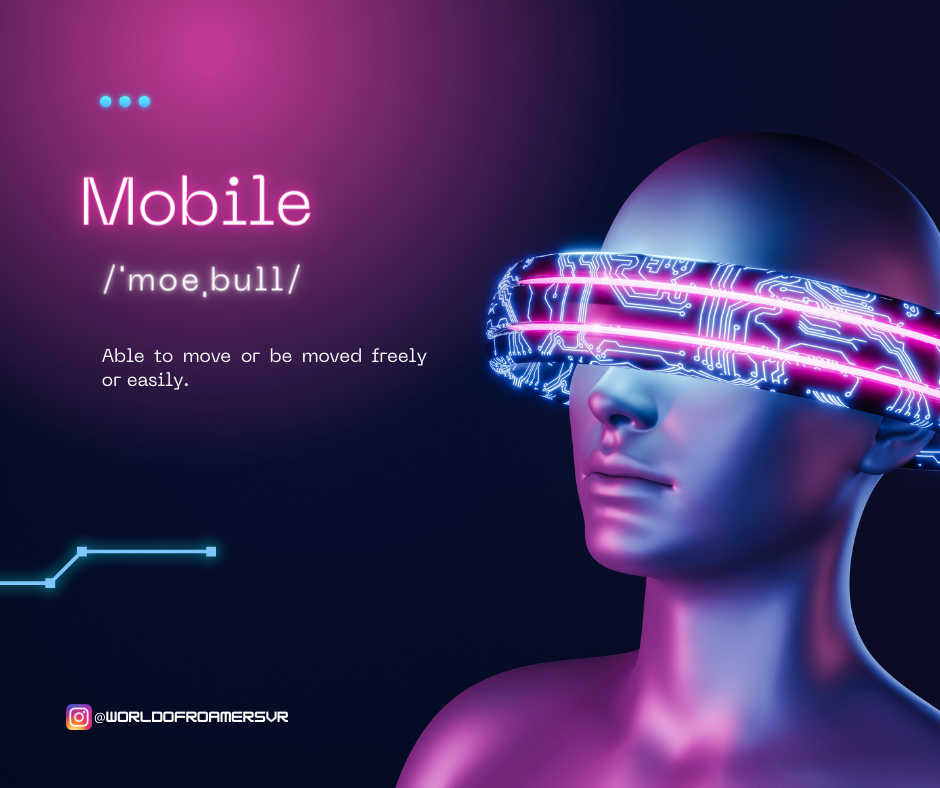 Mobile
/ˈmoeˌbull/
Able to move or be moved freely
or easily.
@WORLDOFROAMERSVR